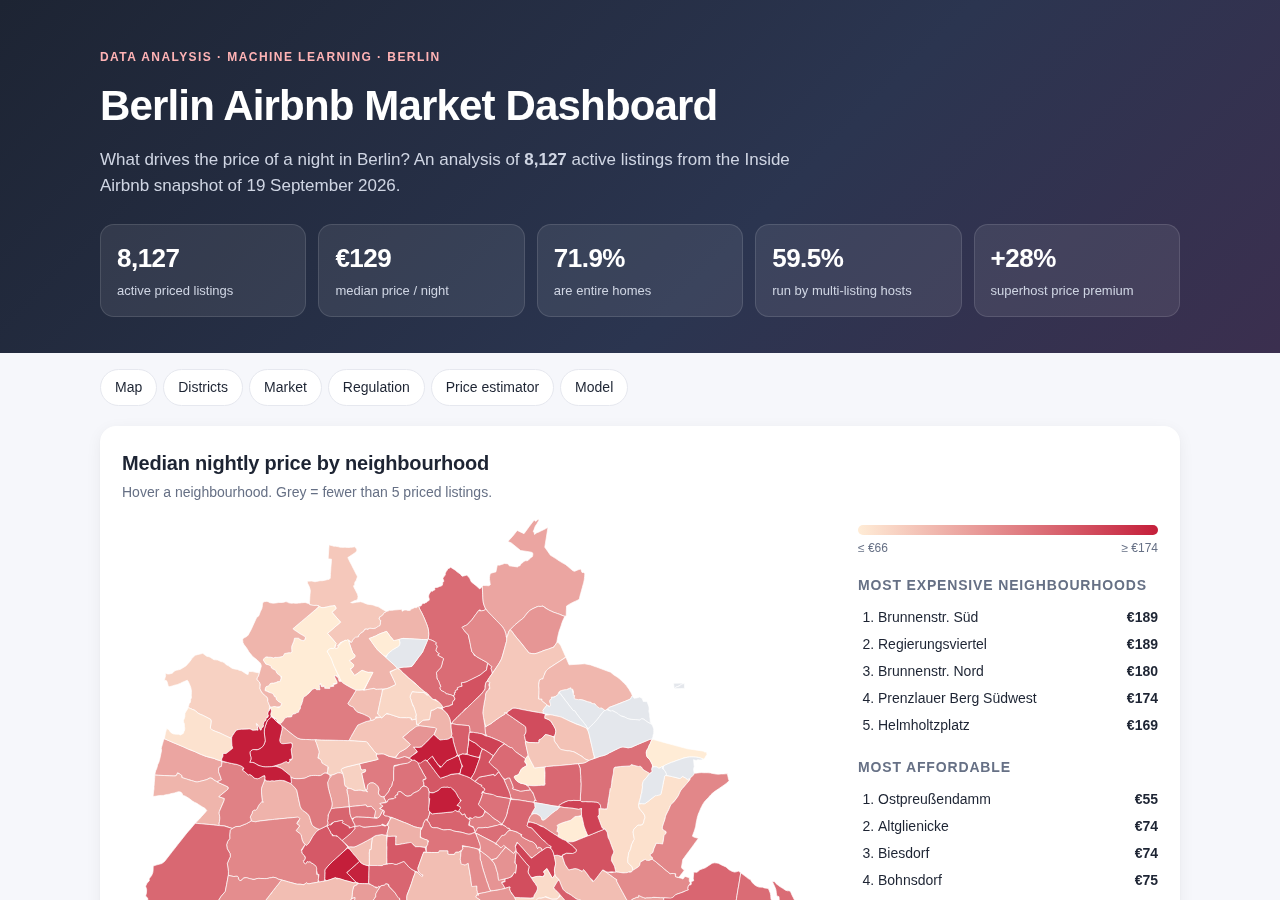 DATA ANALYSIS · MACHINE LEARNING · BERLIN
Berlin Airbnb Market Dashboard
What drives the price of a night in Berlin? An analysis of 8,127 active listings from the Inside
Airbnb snapshot of 19 September 2026.
8,127
active priced listings
€129
median price / night
71.9%
are entire homes
59.5%
run by multi-listing hosts
+28%
superhost price premium
Map
Districts
Market
Regulation
Price estimator
Model
Median nightly price by neighbourhood
Hover a neighbourhood. Grey = fewer than 5 priced listings.
≤ €66 ≥ €174
MOST EXPENSIVE NEIGHBOURHOODS
1. Brunnenstr. Süd €189
2. Regierungsviertel €189
3. Brunnenstr. Nord €180
4. Prenzlauer Berg Südwest €174
5. Helmholtzplatz €169
MOST AFFORDABLE
1. Ostpreußendamm €55
2. Altglienicke €74
3. Biesdorf €74
4. Bohnsdorf €75